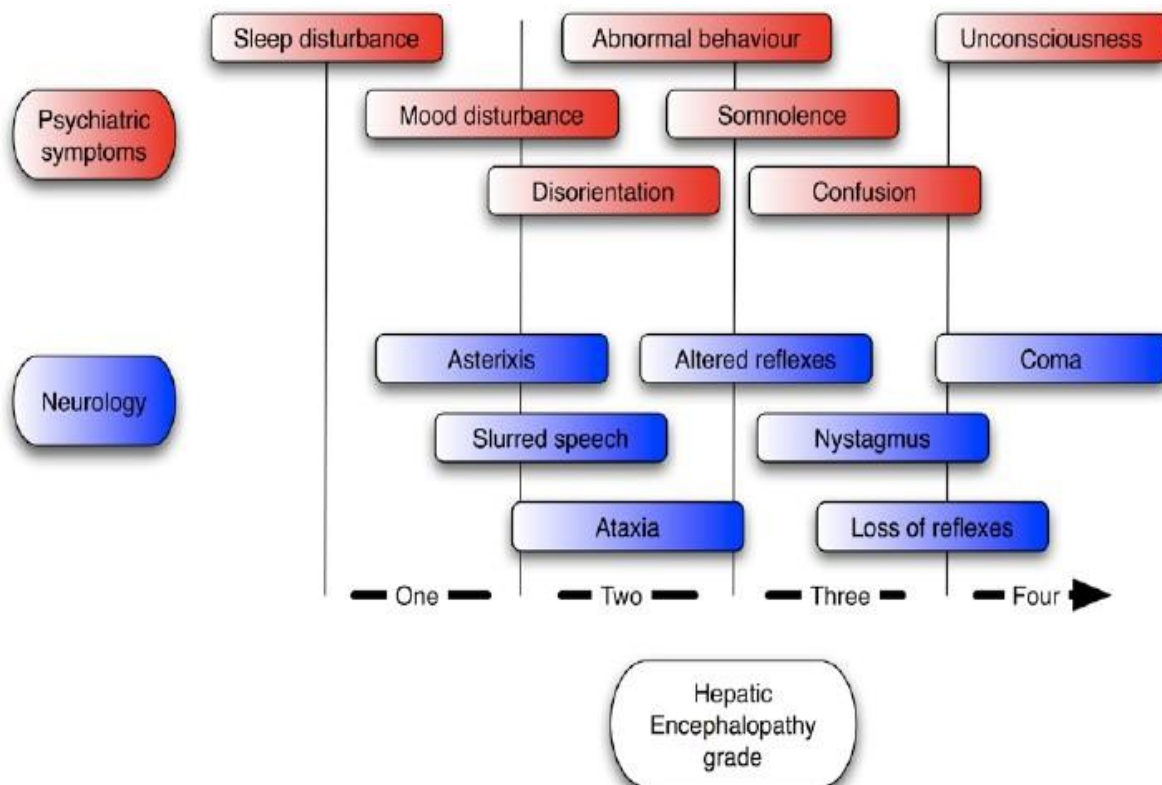 Sleep disturbance
Abnormal behaviour
Unconsciousness
Psychiatric
symptoms
Mood disturbance
Somnolence
Disorientation
Confusion
Neurology
Asterixis
Altered reflexes
Coma
Slurred speech
Nystagmus
Ataxia
Loss of reflexes
One
Two
Three
Four
Hepatic
Encephalopathy
grade